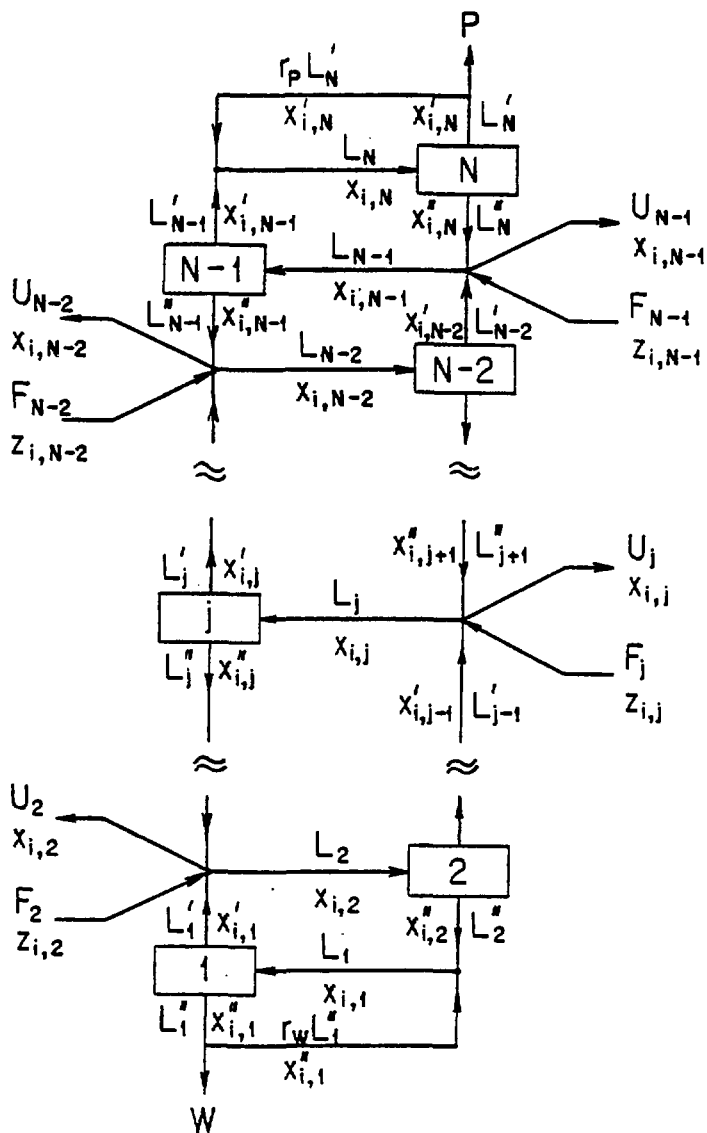 P
r_P L'_N
x'_{i,N} x'_{i,N} L'_N
L_N N
x_{i,N}
L'_{N-1} x'_{i,N-1} x''_{i,N} L''_N U_{N-1}
L_{N-1} x_{i,N-1}
N-1
x_{i,N-1}
U_{N-2} L''_{N-1} x''_{i,N-1} x'_{i,N-2} L'_{N-2} F_{N-1}
x_{i,N-2} L_{N-2} z_{i,N-1}
N-2
F_{N-2} x_{i,N-2}
z_{i,N-2}
≈ ≈
x''_{i,j+1} L''_{j+1}
L'_j x'_{i,j} U_j
j L_j x_{i,j}
x_{i,j}
L''_j x''_{i,j} F_j
x'_{i,j-1} L'_{j-1} z_{i,j}
≈ ≈
U_2
x_{i,2} L_2 2
F_2 x_{i,2}
z_{i,2} L'_1 x'_{i,1} x''_{i,2} L''_2
1 L_1
x_{i,1}
L''_1 x''_{i,1} r_W L''_1
x''_{i,1}
W